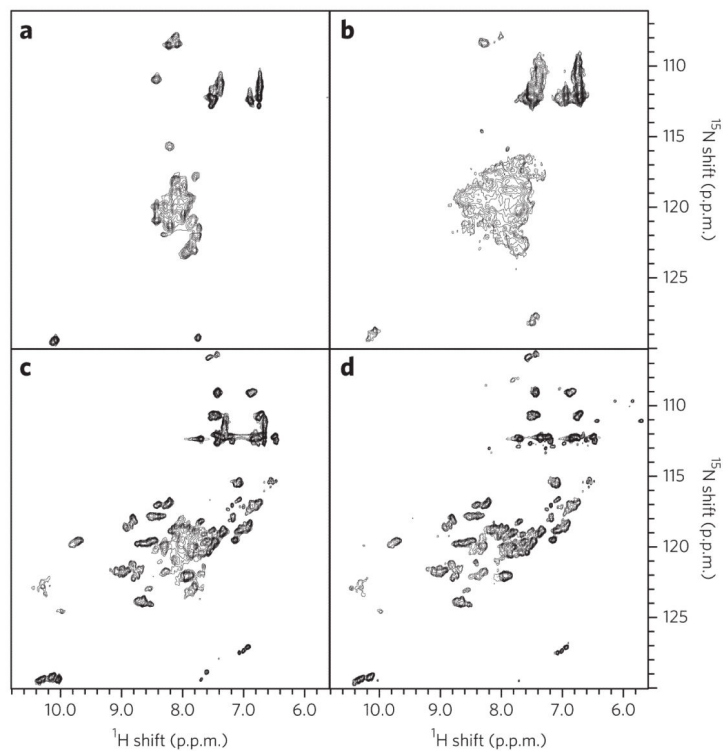 a
b
110
115
120
125
¹⁵N shift (p.p.m.)
c
d
110
115
120
125
¹⁵N shift (p.p.m.)
10.0 9.0 8.0 7.0 6.0
10.0 9.0 8.0 7.0 6.0
¹H shift (p.p.m.)
¹H shift (p.p.m.)